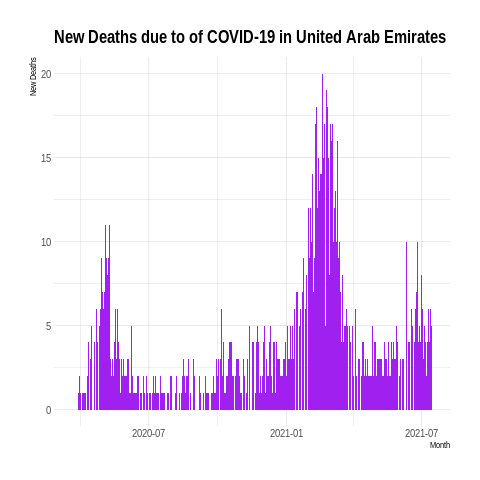 New Deaths due to of COVID-19 in United Arab Emirates
New Deaths
20
15
10
5
0
2020-07
2021-01
2021-07
Month